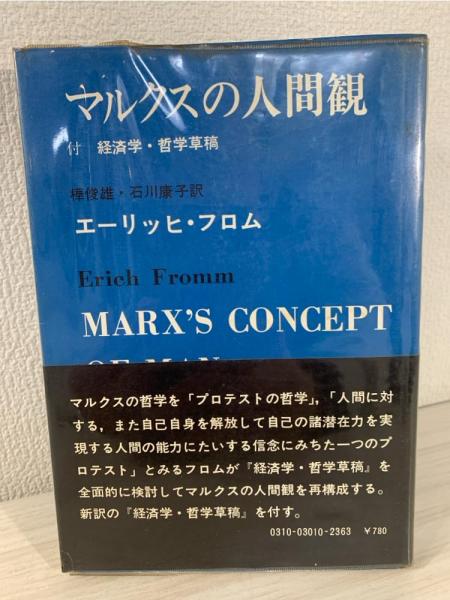 マルクスの人間観
付 経済学・哲学草稿
樺俊雄・石川康子訳
エーリッヒ・フロム
Erich Fromm
MARX'S CONCEPT
OF MAN
マルクスの哲学を「プロテストの哲学」,「人間に対
する，また自己自身を解放して自己の諸潜在力を実
現する人間の能力にたいする信念にみちた一つのプ
ロテスト」とみるフロムが『経済学・哲学草稿』を
全面的に検討してマルクスの人間観を再構成する。
新訳の『経済学・哲学草稿』を付す。
0310-03010-2363 ￥780